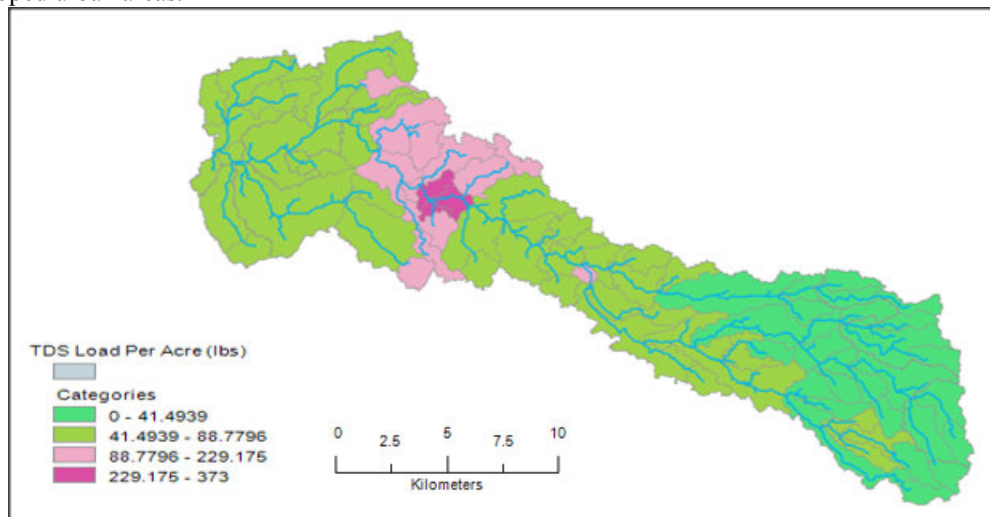 TDS Load Per Acre (lbs)
Categories
0 - 41.4939
41.4939 - 88.7796
88.7796 - 229.175
229.175 - 373
0 2.5 5 7.5 10
Kilometers